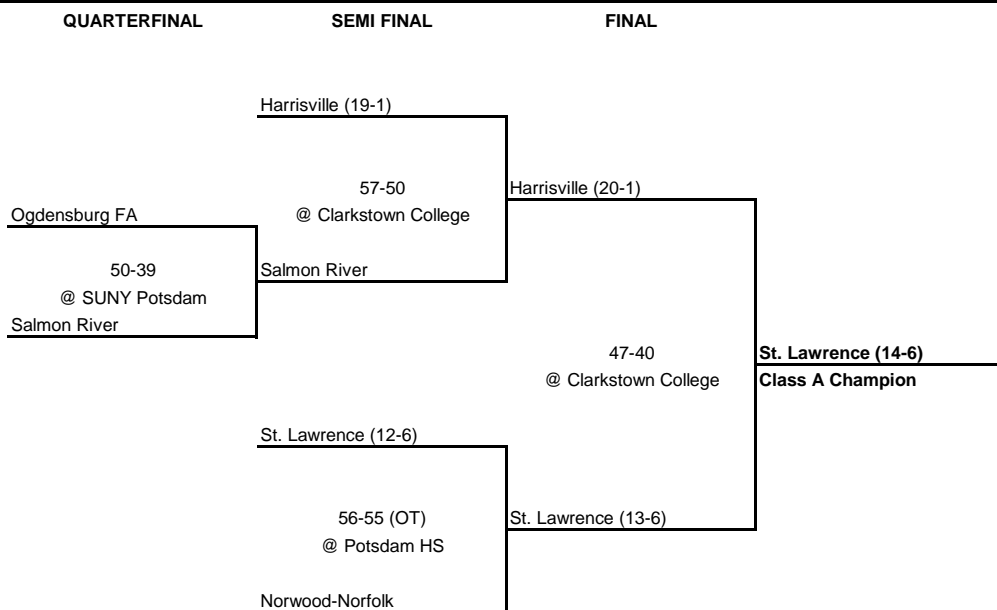 QUARTERFINAL SEMI FINAL FINAL
Harrisville (19-1)
57-50 Harrisville (20-1)
Ogdensburg FA @ Clarkstown College
50-39 Salmon River
@ SUNY Potsdam
Salmon River
47-40 St. Lawrence (14-6)
@ Clarkstown College Class A Champion
St. Lawrence (12-6)
56-55 (OT) St. Lawrence (13-6)
@ Potsdam HS
Norwood-Norfolk